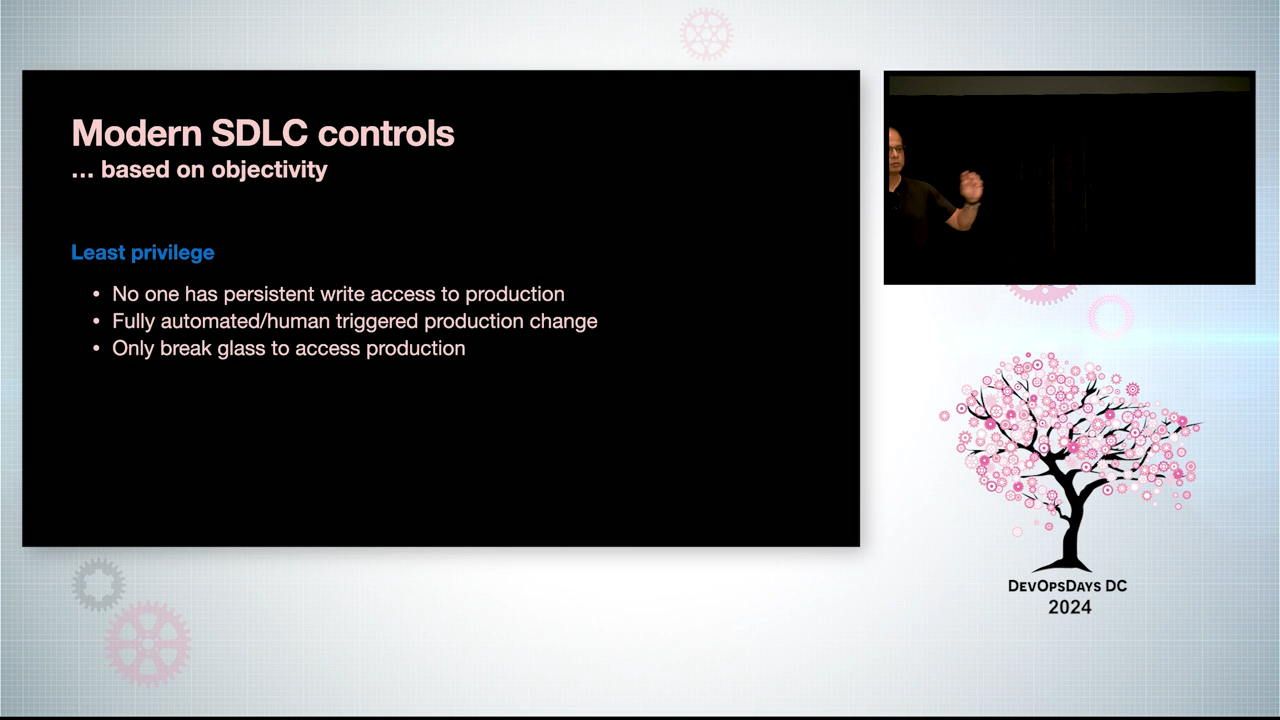 Modern SDLC controls
… based on objectivity
Least privilege
• No one has persistent write access to production
• Fully automated/human triggered production change
• Only break glass to access production
DevOpsDays DC
2024